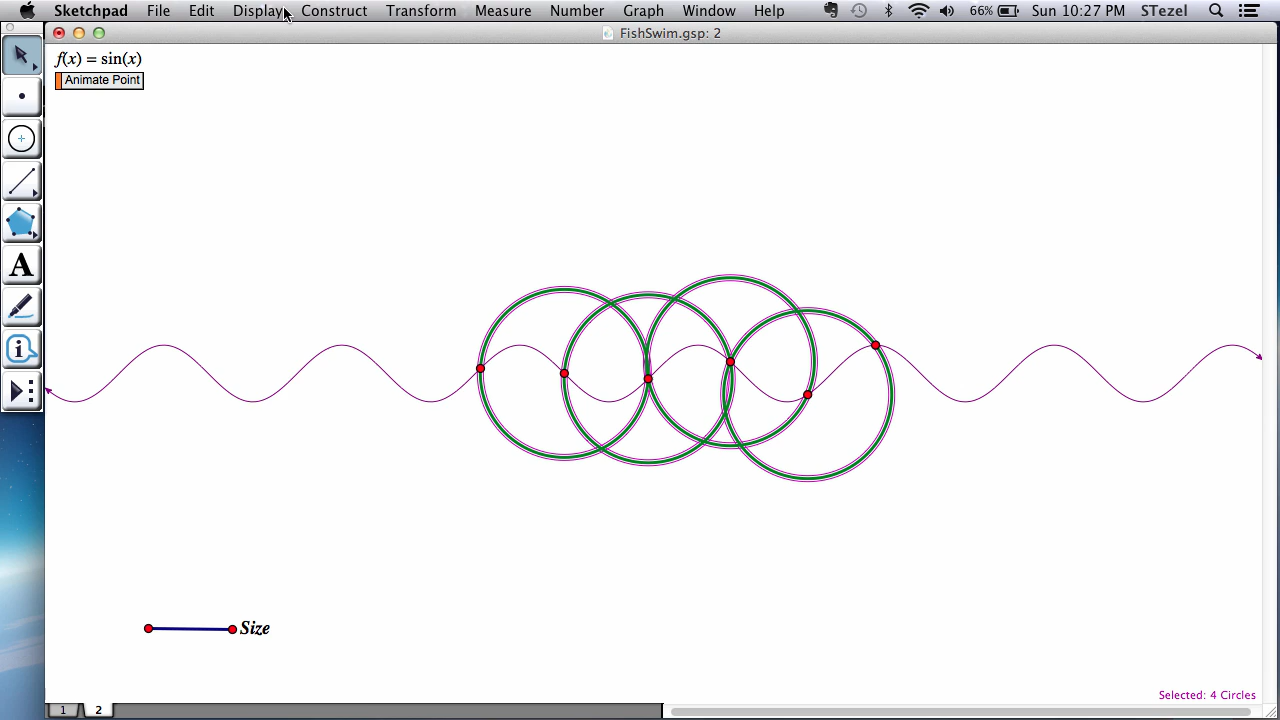 Sketchpad File Edit Display Construct Transform Measure Number Graph Window Help 66% Sun 10:27 PM STezel
FishSwim.gsp: 2
f(x) = sin(x)
Animate Point
A
i
Size
Selected: 4 Circles
1 2